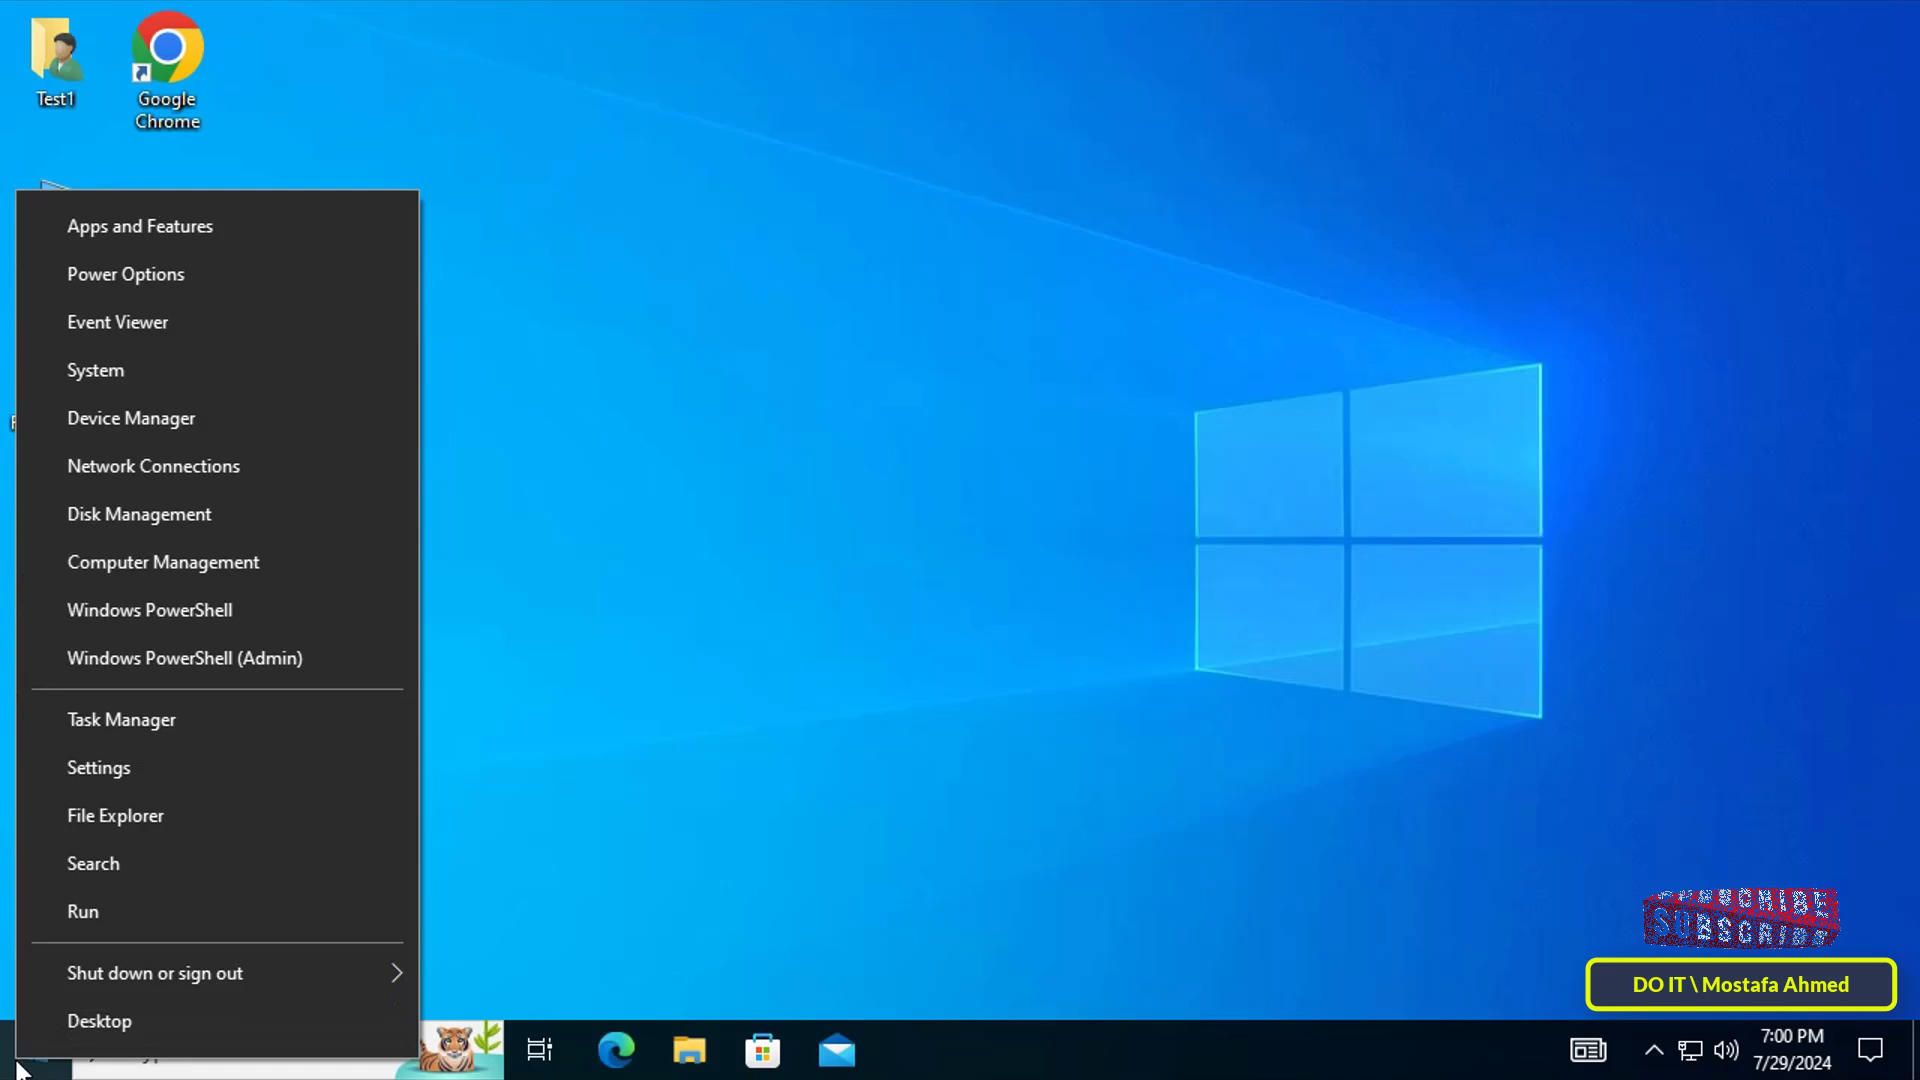 Test1
Google
Chrome
Apps and Features
Power Options
Event Viewer
System
Device Manager
Network Connections
Disk Management
Computer Management
Windows PowerShell
Windows PowerShell (Admin)
Task Manager
Settings
File Explorer
Search
Run
Shut down or sign out
Desktop
SUBSCRIBE
SUBSCRIBE
DO IT \ Mostafa Ahmed
7:00 PM
7/29/2024